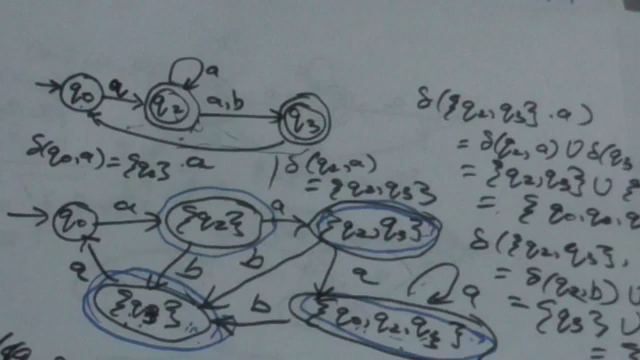 a
q0 a q2 a,b q3
δ(q0,a)={q2} a
δ(q2,a)
={q2,q3}
q0 a {q2} a {q2,q3}
b b a a
a {q3} b {q0,q2,q3}
δ({q2,q3}, a)
= δ(q2,a) ∪ δ(q3
= {q2,q3} ∪ {
= {q0,q2,q
δ({q2,q3},
= δ(q2,b) ∪
= {q3} ∪
= {